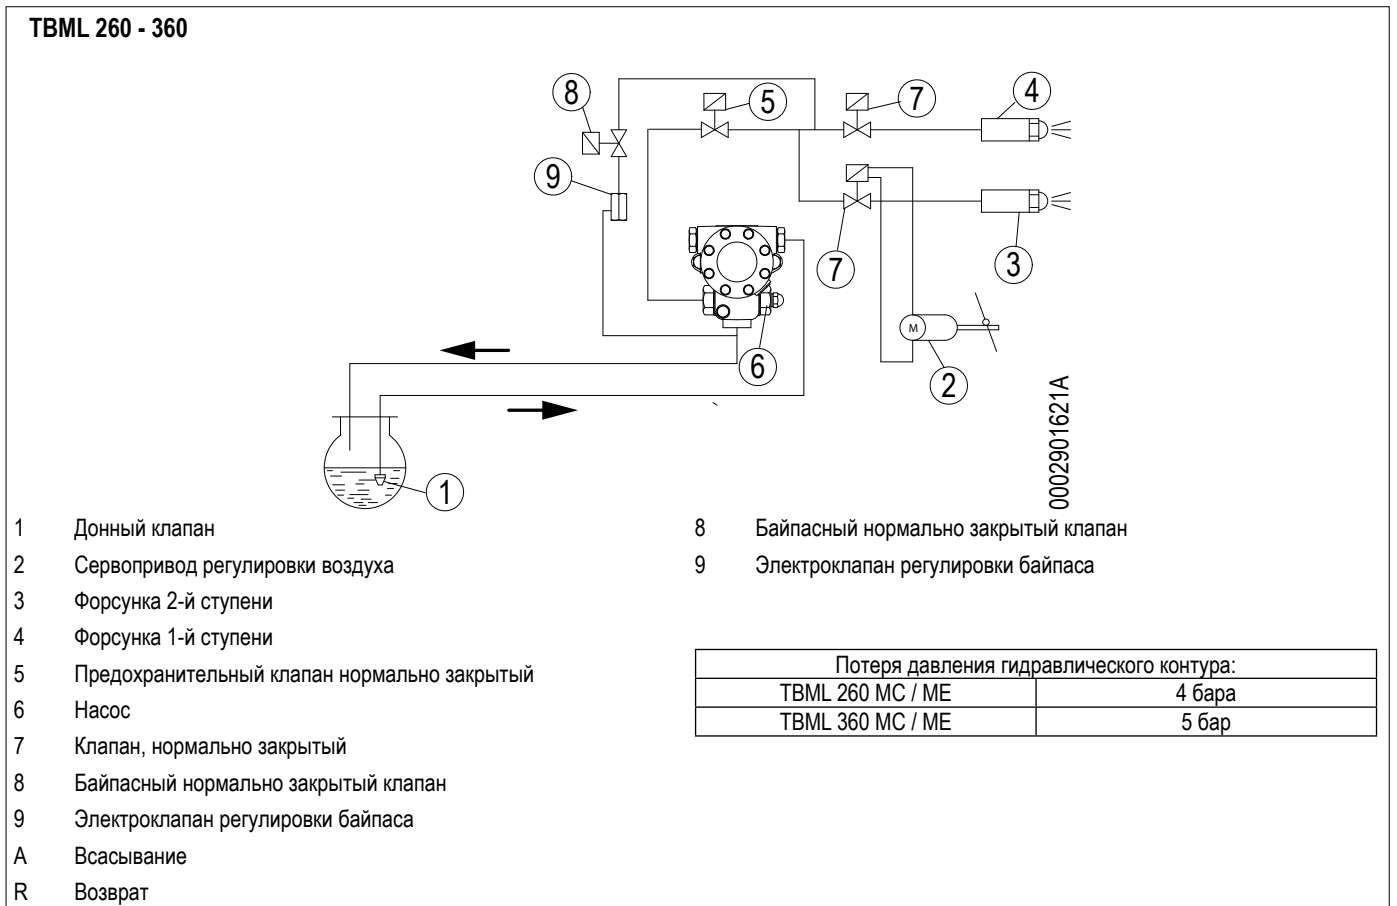 TBML 260 - 360
8
5
7
4
9
7
3
M
6
2
1
0002901621A
1 Донный клапан
2 Сервопривод регулировки воздуха
3 Форсунка 2-й ступени
4 Форсунка 1-й ступени
5 Предохранительный клапан нормально закрытый
6 Насос
7 Клапан, нормально закрытый
8 Байпасный нормально закрытый клапан
9 Электроклапан регулировки байпаса
A Всасывание
R Возврат
8 Байпасный нормально закрытый клапан
9 Электроклапан регулировки байпаса
Потеря давления гидравлического контура:
TBML 260 MC / ME 4 бара
TBML 360 MC / ME 5 бар